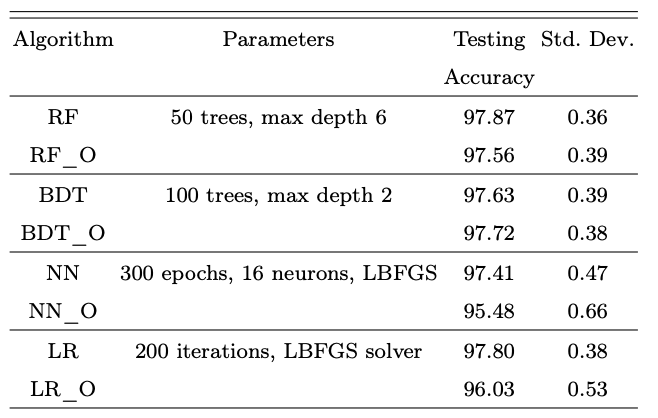 Algorithm Parameters Testing Std. Dev.
Accuracy
RF 50 trees, max depth 6 97.87 0.36
RF_O 97.56 0.39
BDT 100 trees, max depth 2 97.63 0.39
BDT_O 97.72 0.38
NN 300 epochs, 16 neurons, LBFGS 97.41 0.47
NN_O 95.48 0.66
LR 200 iterations, LBFGS solver 97.80 0.38
LR_O 96.03 0.53